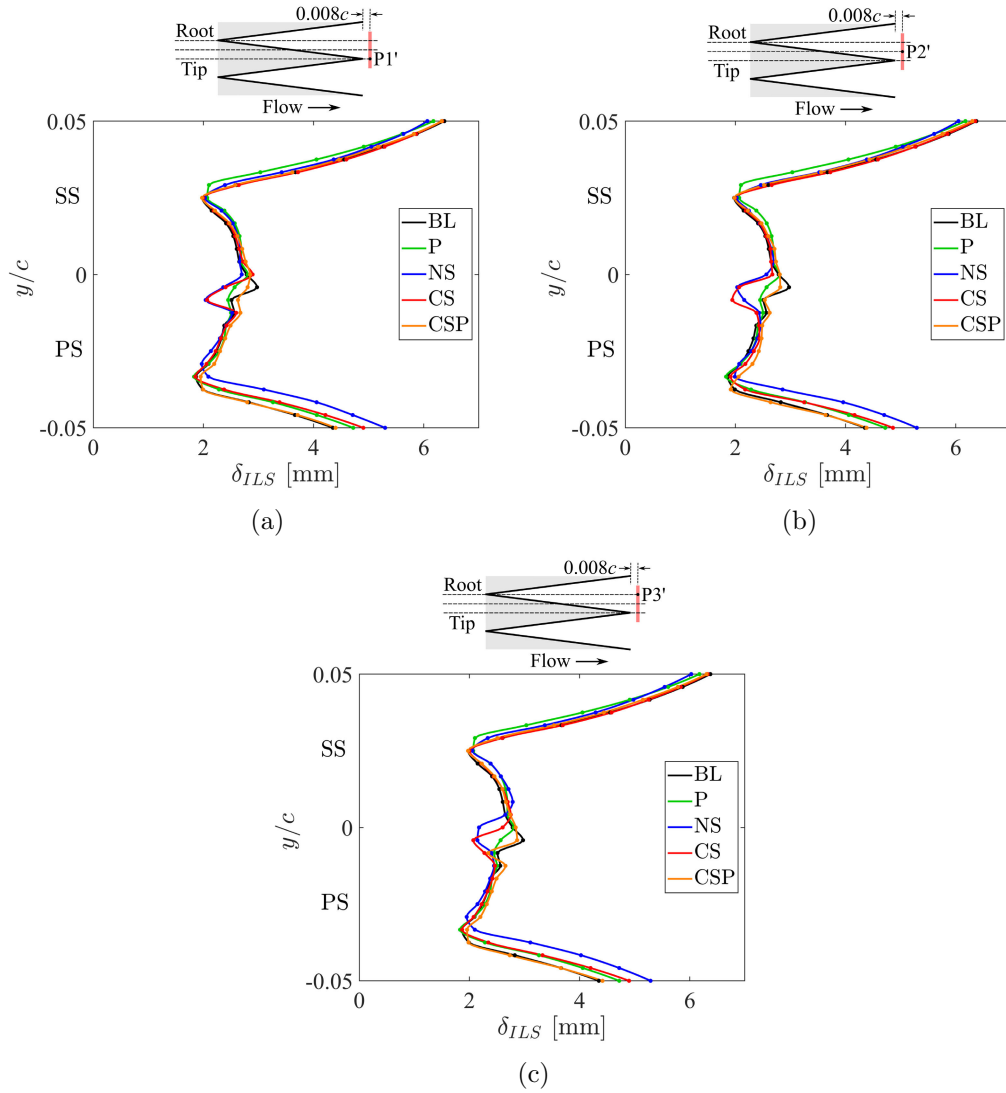 0.008c
Root
P1'
Tip
Flow
0.05
SS
y/c
0
PS
-0.05
BL
P
NS
CS
CSP
0 2 4 6
δ_ILS [mm]
(a)
0.008c
Root
P2'
Tip
Flow
0.05
SS
y/c
0
PS
-0.05
BL
P
NS
CS
CSP
0 2 4 6
δ_ILS [mm]
(b)
0.008c
Root
P3'
Tip
Flow
0.05
SS
y/c
0
PS
-0.05
BL
P
NS
CS
CSP
0 2 4 6
δ_ILS [mm]
(c)